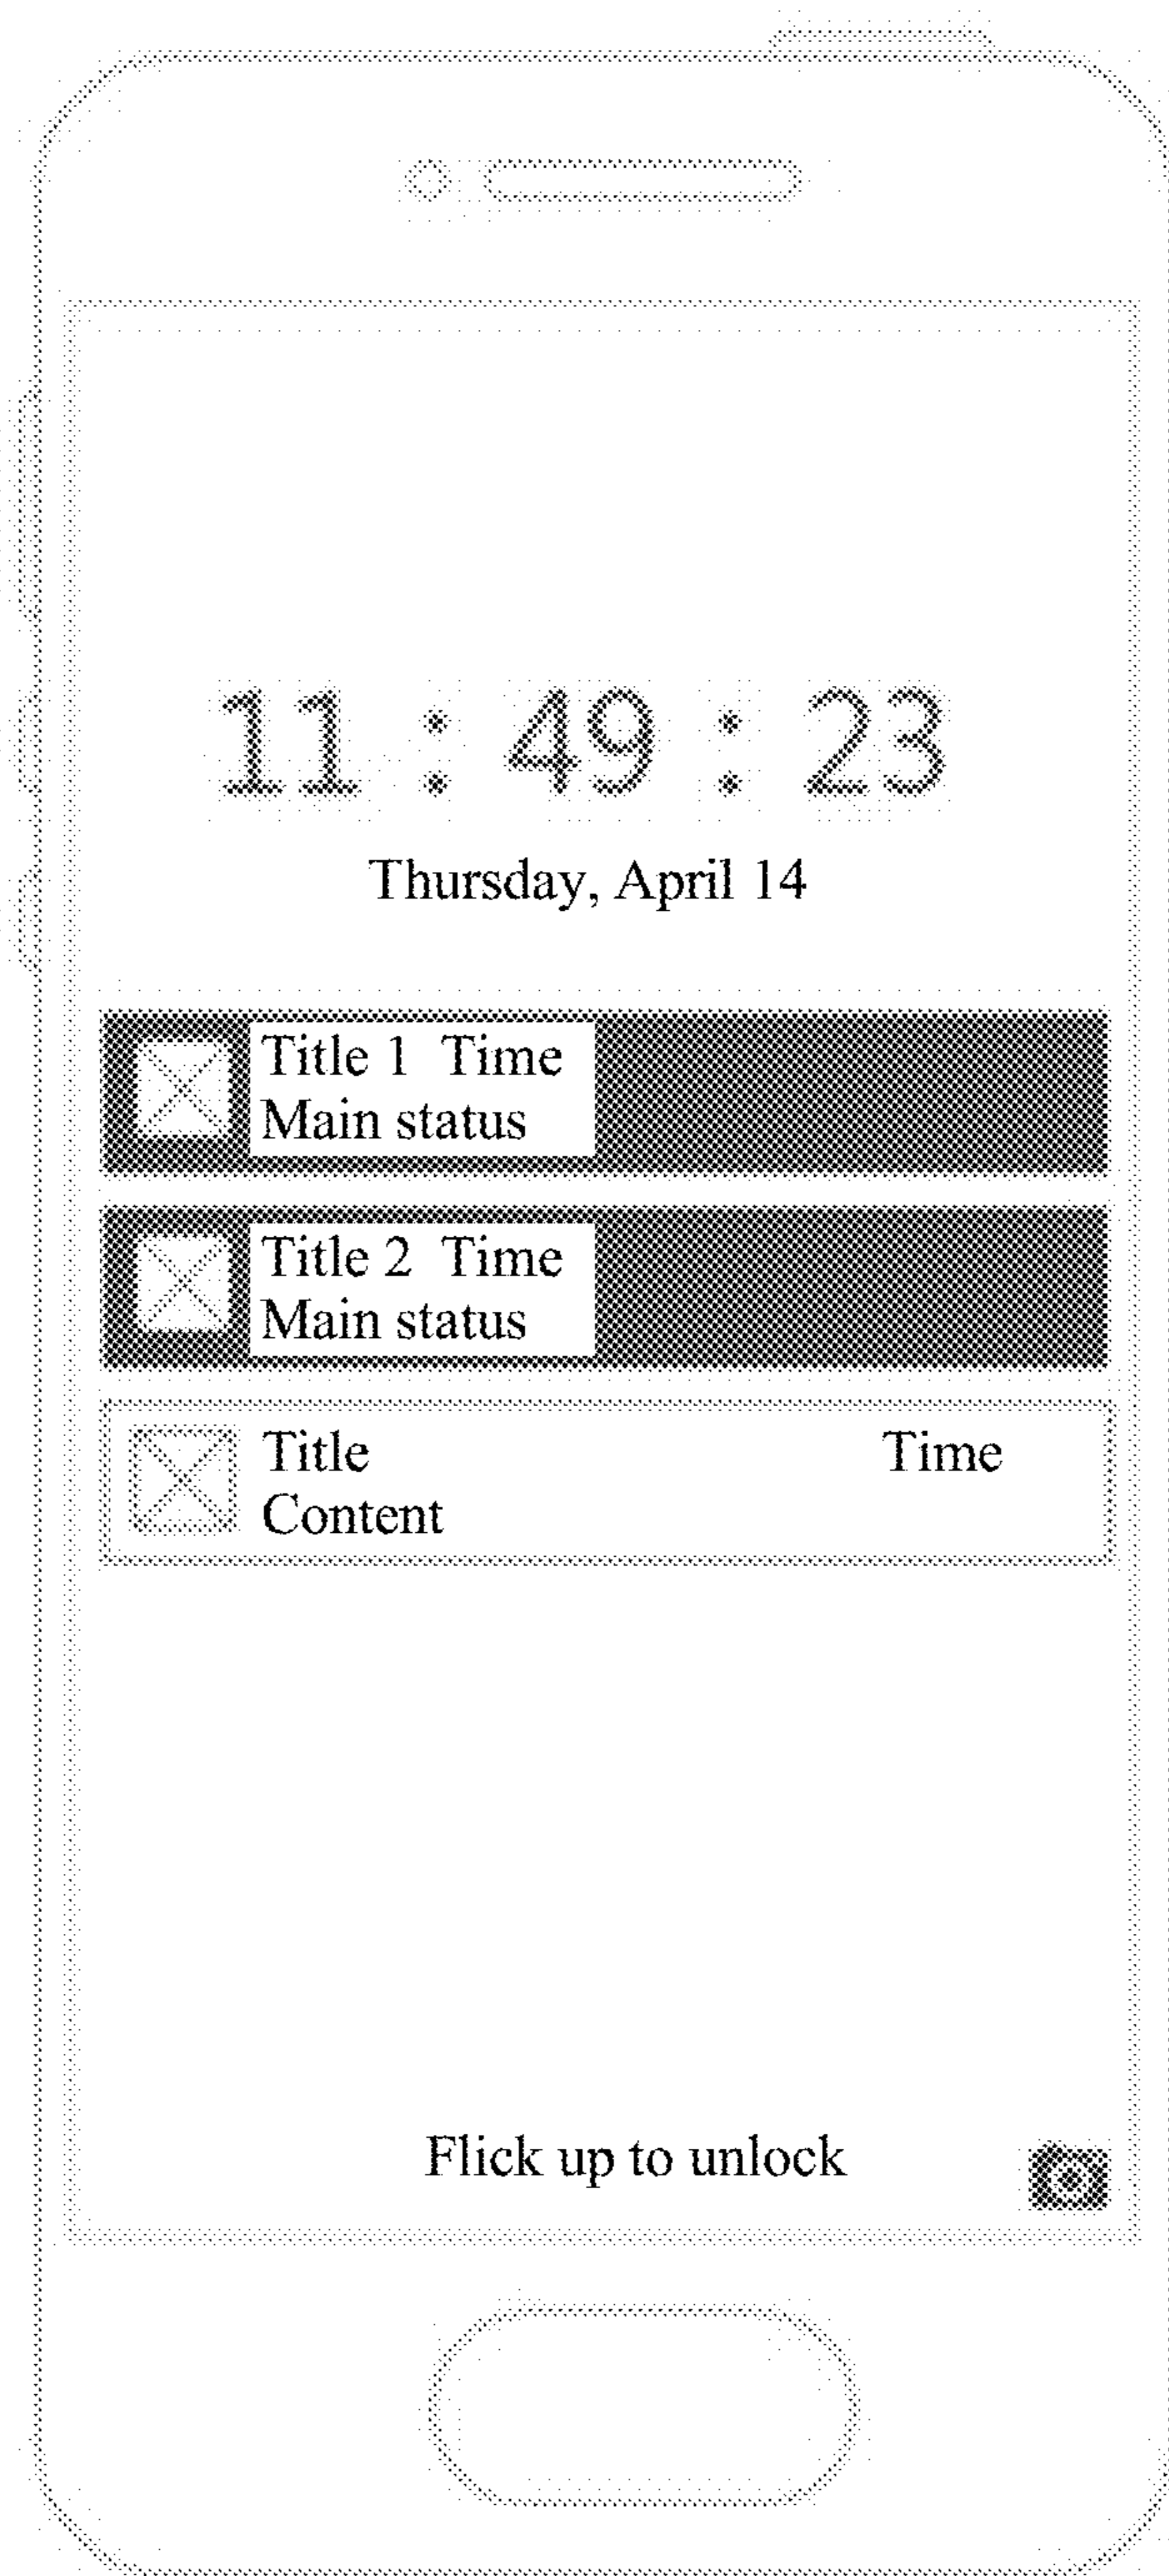 11 : 49 : 23
Thursday, April 14
Title 1 Time
Main status
Title 2 Time
Main status
Title Time
Content
Flick up to unlock